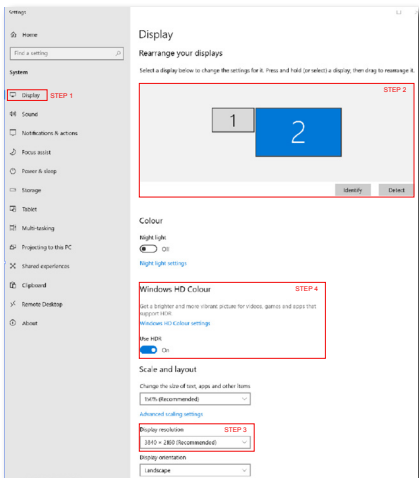 Settings
Home
Find a setting
System
Display
STEP 1
Sound
Notifications & actions
Focus assist
Power & sleep
Storage
Tablet
Multi-tasking
Projecting to this PC
Shared experiences
Clipboard
Remote Desktop
About
Display
Rearrange your displays
Select a display below to change the settings for it. Press and hold (or select) a display, then drag to rearrange it.
STEP 2
1
2
Identify
Detect
Colour
Night light
Off
Night light settings
Windows HD Colour
STEP 4
Get a brighter and more vibrant picture for videos, games and apps that
support HDR.
Windows HD Colour settings
Use HDR
On
Scale and layout
Change the size of text, apps and other items
(Recommended)
Advanced scaling settings
Display resolution
STEP 3
3840 × 2160 (Recommended)
Display orientation
Landscape